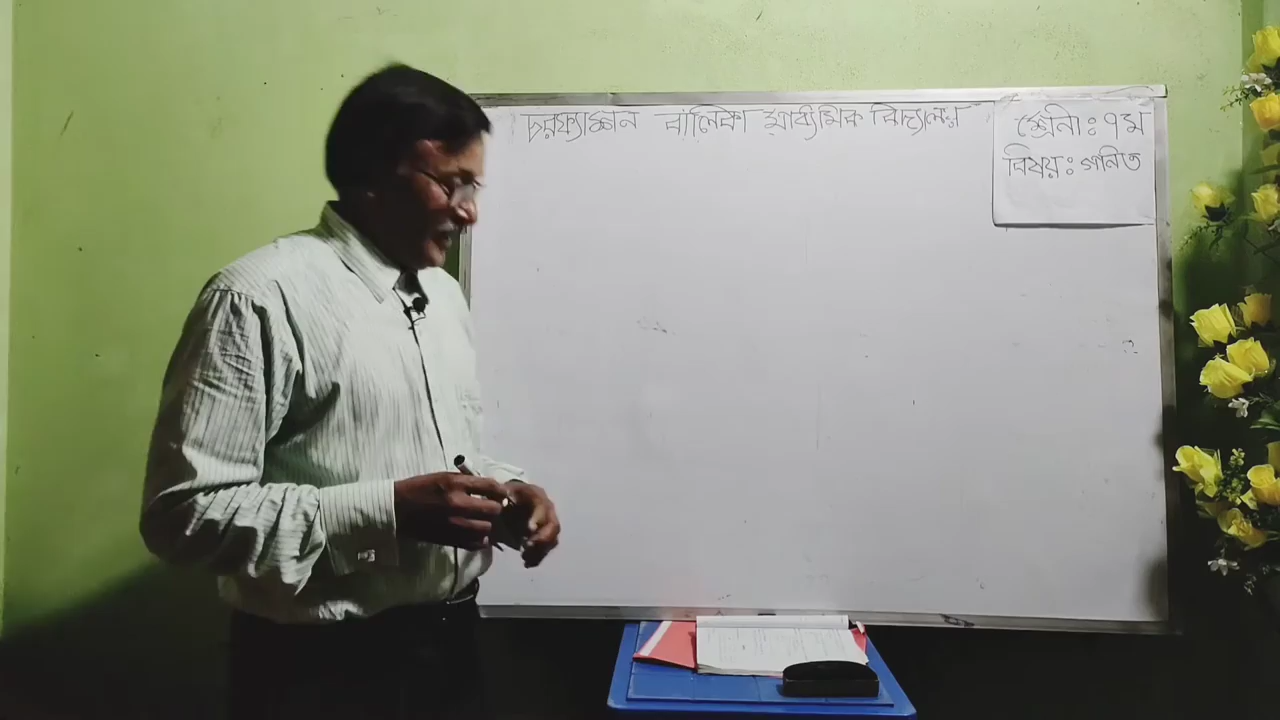 চরফ্যাশন বালিকা মাধ্যমিক বিদ্যালয়
শ্রেনী: ৭ম
বিষয়: গনিত